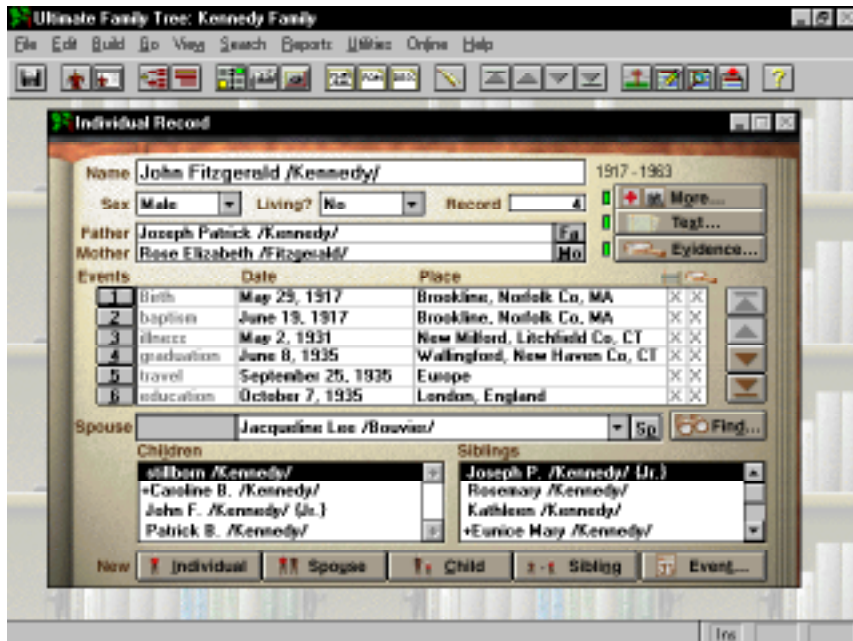 Ultimate Family Tree: Kennedy Family
File Edit Build Go View Search Reports Utilities Online Help
Individual Record
Name John Fitzgerald /Kennedy/ 1917 - 1963
Sex Male Living? No Record 4 More...
Text...
Father Joseph Patrick /Kennedy/ Fa
Mother Rose Elizabeth /Fitzgerald/ Mo Evidence...
Events Date Place
1 Birth May 29, 1917 Brookline, Norfolk Co, MA X X
2 baptism June 19, 1917 Brookline, Norfolk Co, MA X X
3 illness May 2, 1931 New Milford, Litchfield Co, CT X X
4 graduation June 8, 1935 Wallingford, New Haven Co, CT X X
5 travel September 25, 1935 Europe X X
6 education October 7, 1935 London, England X X
Spouse Jacqueline Lee /Bouvier/ Sp Find...
Children Siblings
stillborn /Kennedy/ Joseph P. /Kennedy/ {Jr.}
+Caroline B. /Kennedy/ Rosemary /Kennedy/
John F. /Kennedy/ {Jr.} Kathleen /Kennedy/
Patrick B. /Kennedy/ +Eunice Mary /Kennedy/
New Individual Spouse Child Sibling Event...
Ins